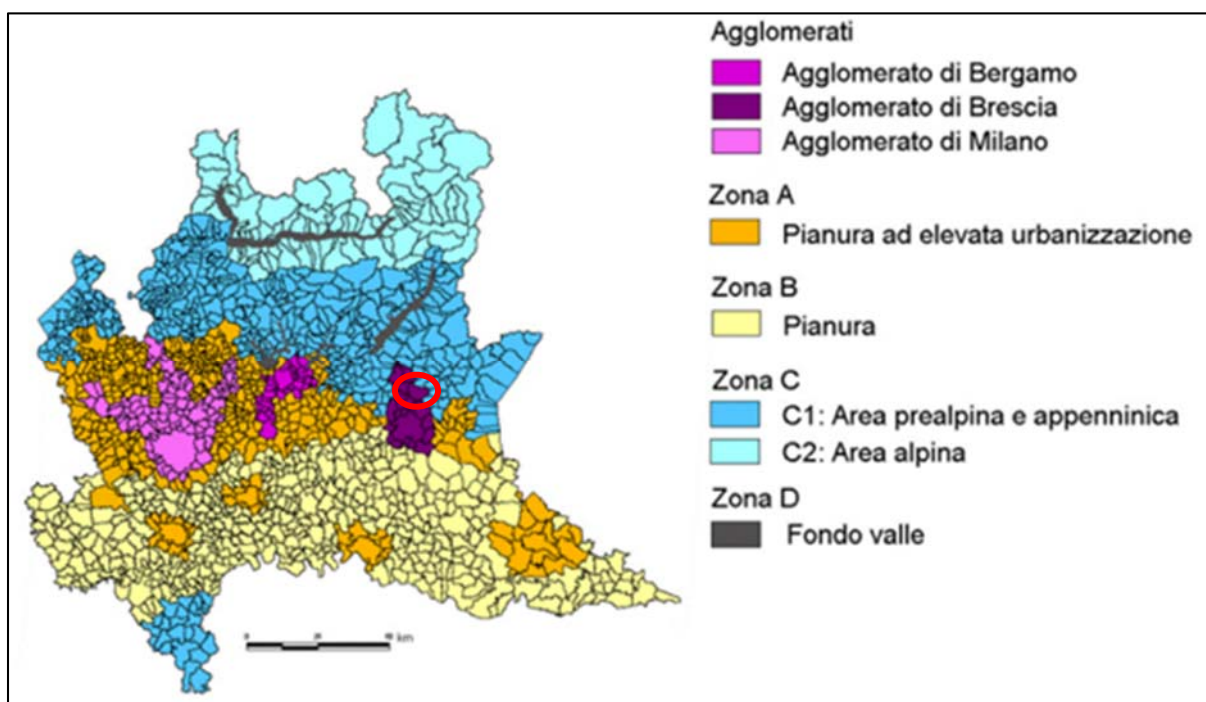 Agglomerati
Agglomerato di Bergamo
Agglomerato di Brescia
Agglomerato di Milano
Zona A
Pianura ad elevata urbanizzazione
Zona B
Pianura
Zona C
C1: Area prealpina e appenninica
C2: Area alpina
Zona D
Fondo valle
km